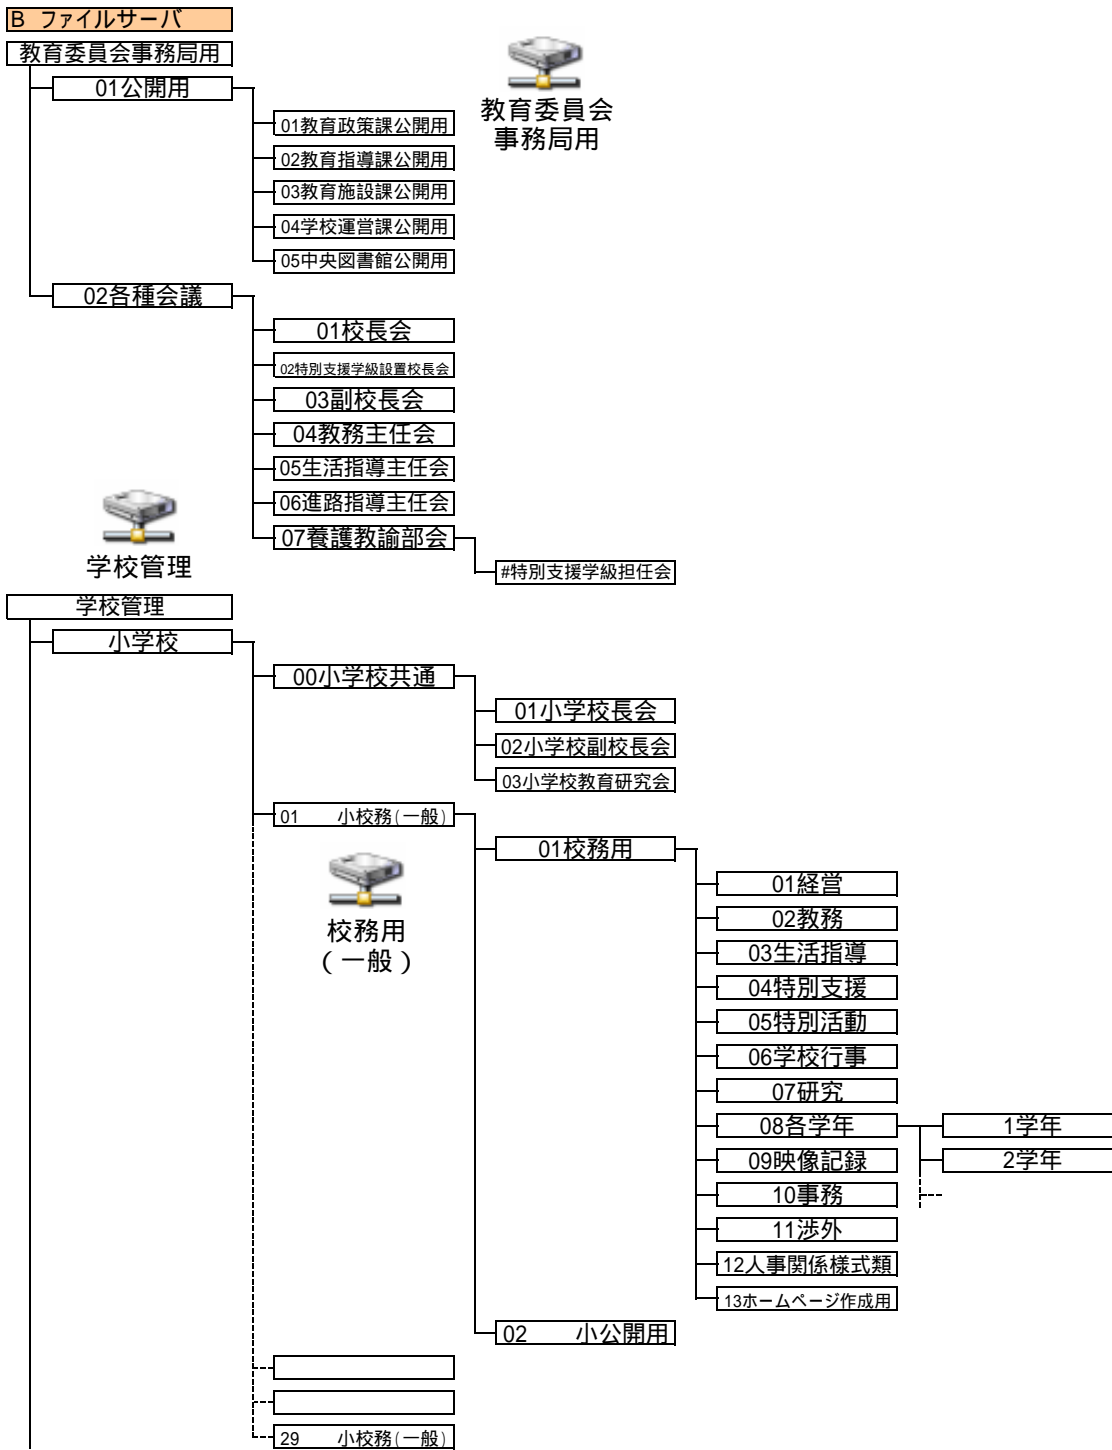 B ファイルサーバ
教育委員会事務局用
01公開用
教育委員会
事務局用
01教育政策課公開用
02教育指導課公開用
03教育施設課公開用
04学校運営課公開用
05中央図書館公開用
02各種会議
01校長会
02特別支援学級設置校長会
03副校長会
04教務主任会
05生活指導主任会
06進路指導主任会
07養護教諭部会
#特別支援学級担任会
学校管理
学校管理
小学校
00小学校共通
01小学校長会
02小学校副校長会
03小学校教育研究会
01 小校務(一般)
校務用
(一般)
01校務用
01経営
02教務
03生活指導
04特別支援
05特別活動
06学校行事
07研究
08各学年
1学年
2学年
09映像記録
10事務
11渉外
12人事関係様式類
13ホームページ作成用
02 小公開用
29 小校務(一般)